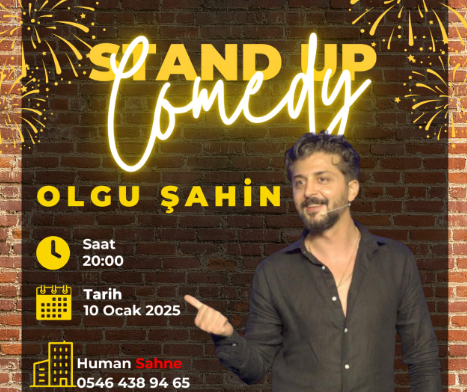 STAND UP
Comedy
OLGU ŞAHİN
Saat
20:00
Tarih
10 Ocak 2025
Human Sahne
0546 438 94 65